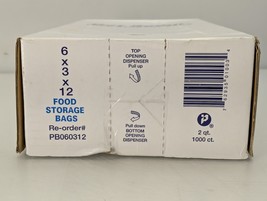 6
x
3
x
12
FOOD
STORAGE
BAGS
Re-order#
PB060312
TOP
OPENING
DISPENSER
Pull up
Pull down
BOTTOM
OPENING
DISPENSER
2 qt.
1000 ct.